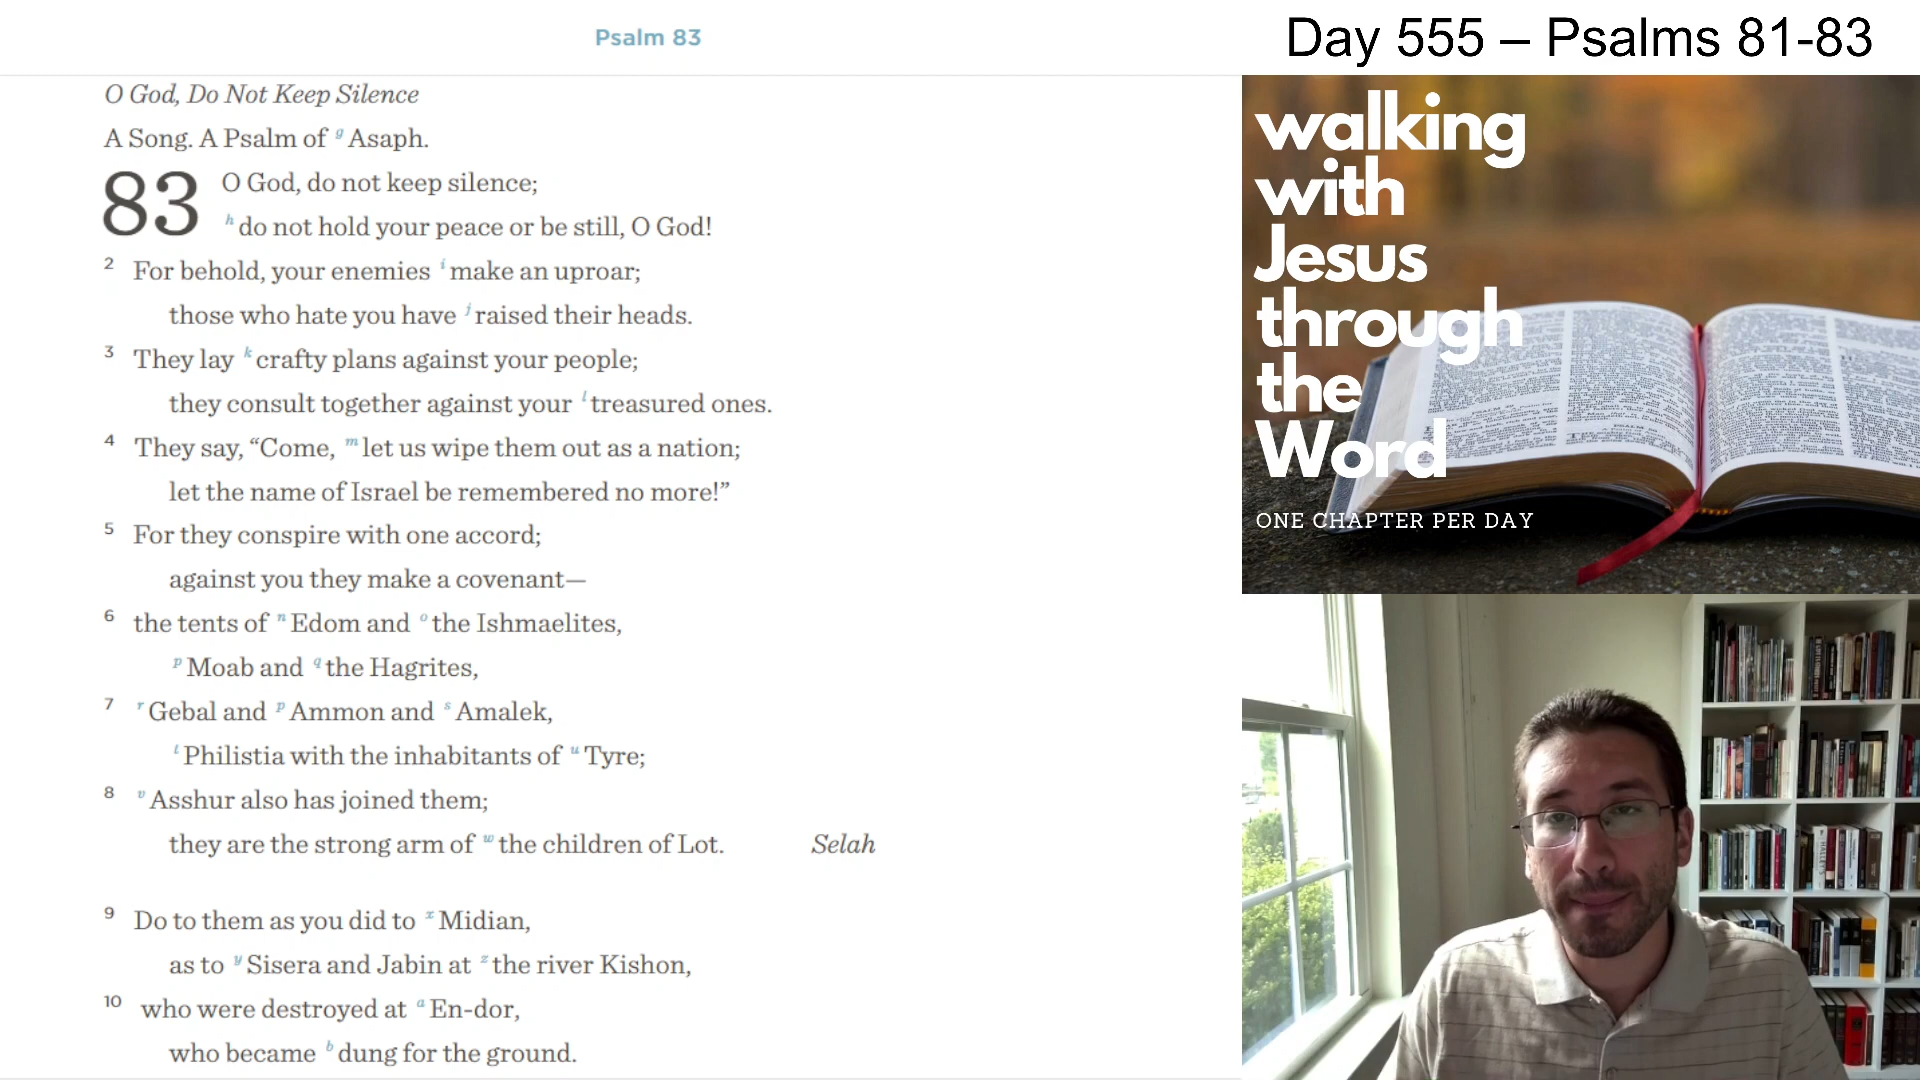 Psalm 83
Day 555 – Psalms 81-83
O God, Do Not Keep Silence
A Song. A Psalm of g Asaph.
83 O God, do not keep silence;
h do not hold your peace or be still, O God!
2 For behold, your enemies i make an uproar;
those who hate you have j raised their heads.
3 They lay k crafty plans against your people;
they consult together against your l treasured ones.
4 They say, “Come, m let us wipe them out as a nation;
let the name of Israel be remembered no more!”
5 For they conspire with one accord;
against you they make a covenant—
6 the tents of n Edom and o the Ishmaelites,
p Moab and q the Hagrites,
7 r Gebal and p Ammon and s Amalek,
t Philistia with the inhabitants of u Tyre;
8 v Asshur also has joined them;
they are the strong arm of w the children of Lot. Selah
9 Do to them as you did to x Midian,
as to y Sisera and Jabin at z the river Kishon,
10 who were destroyed at a En-dor,
who became b dung for the ground.
walking
with
Jesus
through
the
Word
ONE CHAPTER PER DAY